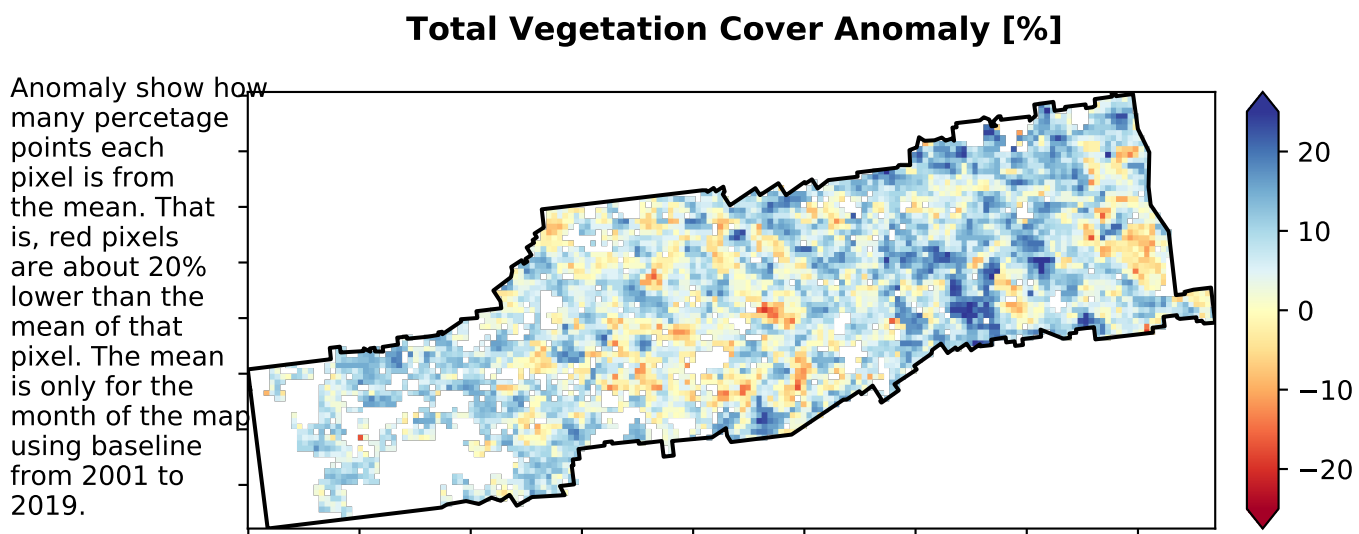 Total Vegetation Cover Anomaly [%]
Anomaly show how
many percetage
points each
pixel is from
the mean. That
is, red pixels
are about 20%
lower than the
mean of that
pixel. The mean
is only for the
month of the map
using baseline
from 2001 to
2019.
20
10
0
−10
−20